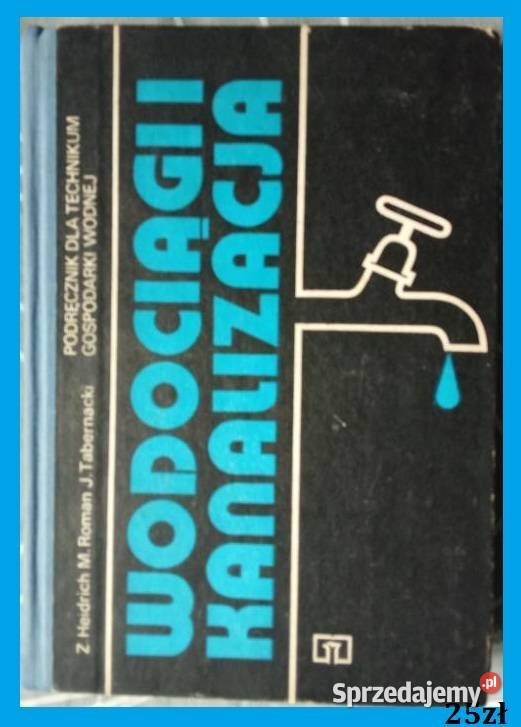 Z. Heidrich M. Roman J. Tabernacki
PODRĘCZNIK DLA TECHNIKUM
GOSPODARKI WODNEJ
WODOCIĄGI I
KANALIZACJA
Sprzedajemy.pl
25zł